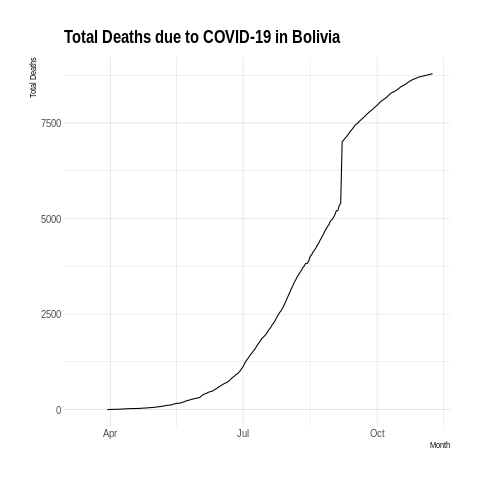 Total Deaths due to COVID-19 in Bolivia
Total Deaths
7500
5000
2500
0
Apr Jul Oct
Month